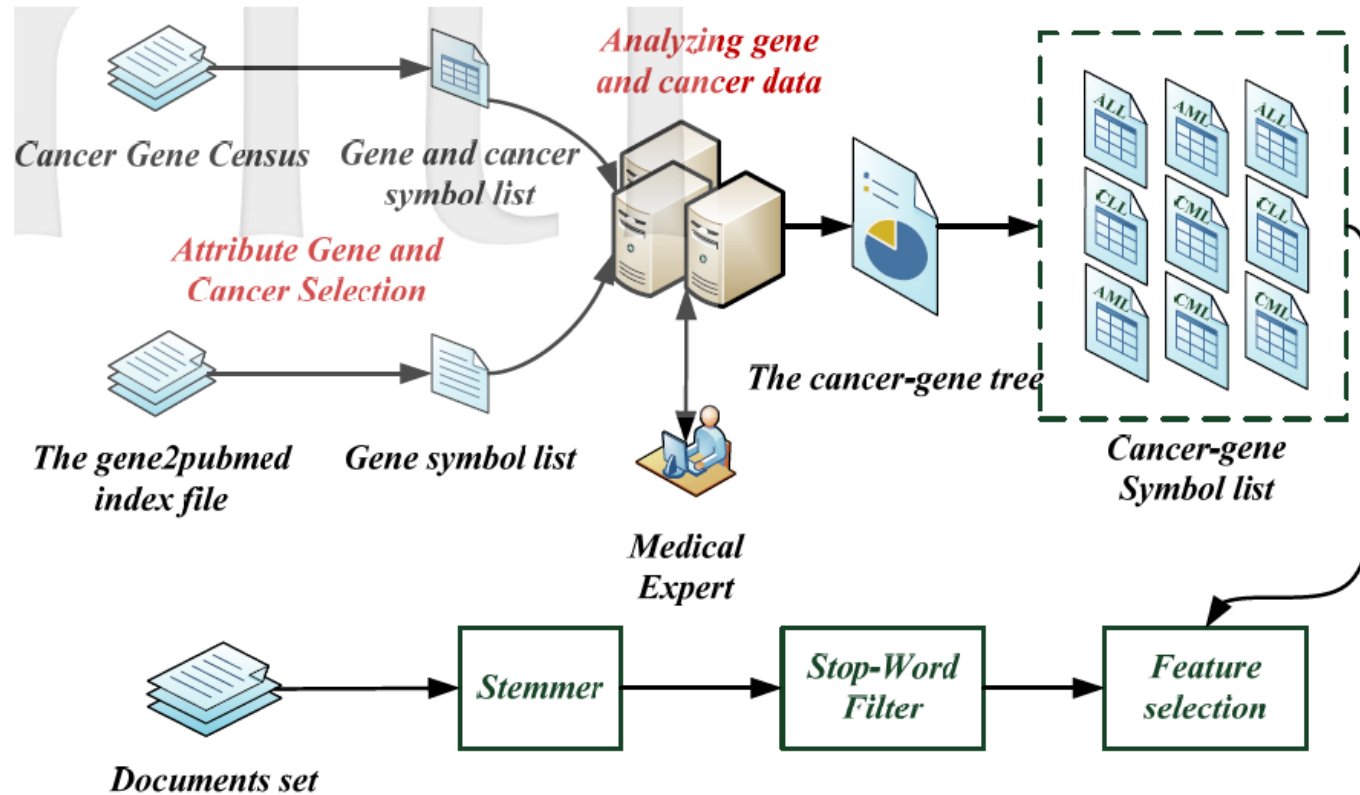 Analyzing gene
and cancer data
Cancer Gene Census
Gene and cancer
symbol list
Attribute Gene and
Cancer Selection
The gene2pubmed
index file
Gene symbol list
Medical
Expert
The cancer-gene tree
ALL
AML
ALL
CLL
CML
CLL
AML
CML
CML
Cancer-gene
Symbol list
Documents set
Stemmer
Stop-Word
Filter
Feature
selection